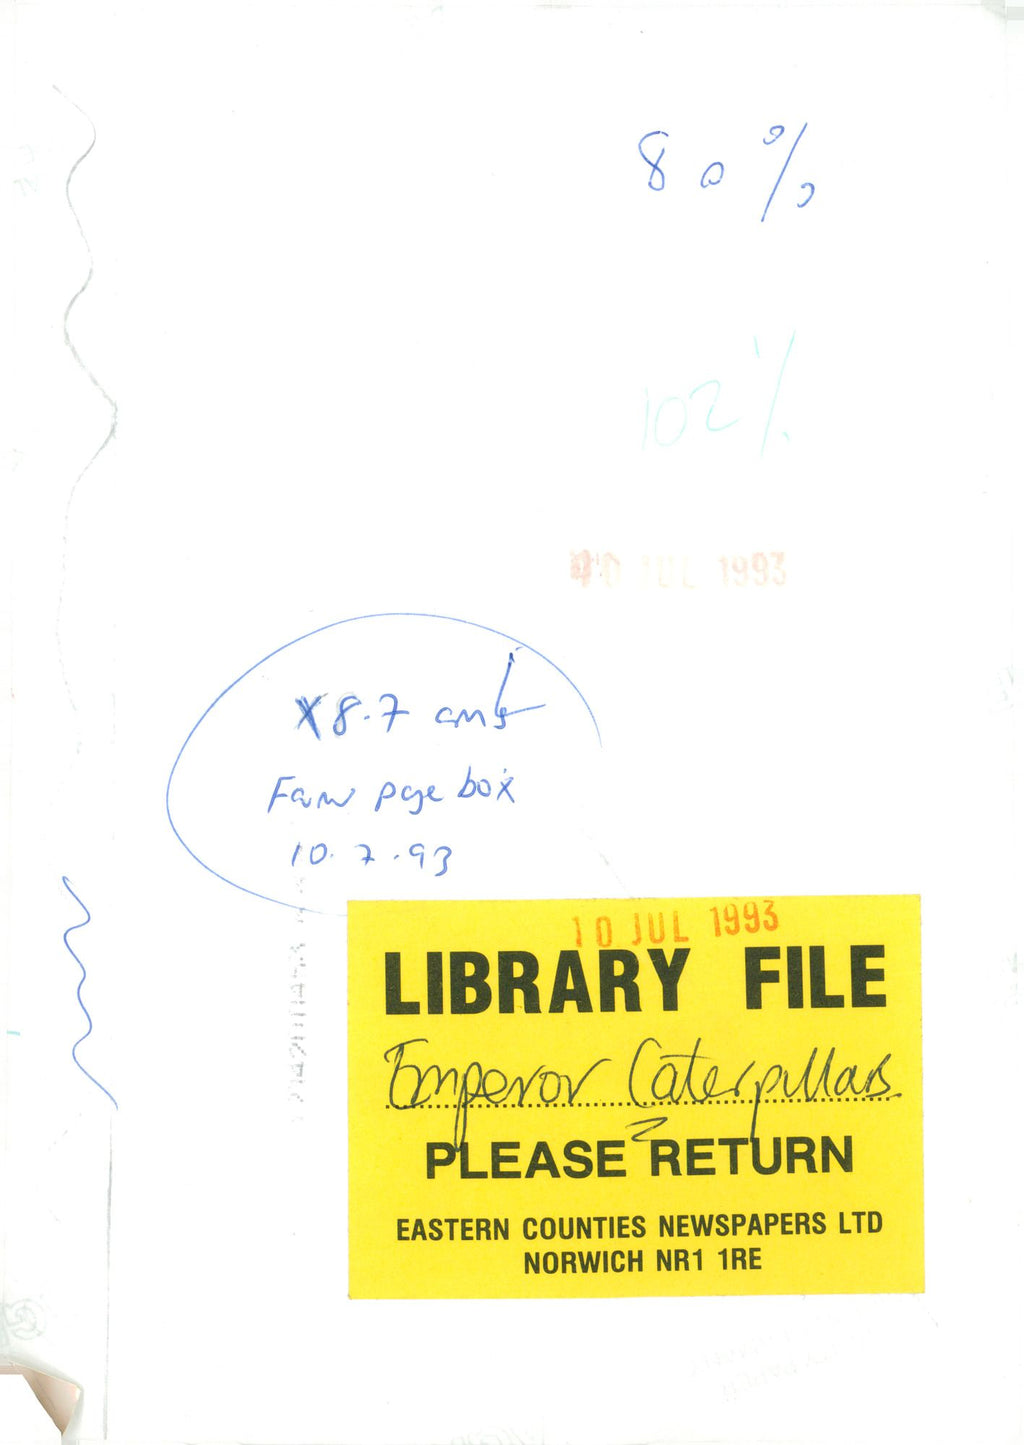 80%
102%
10 JUL 1993
X8.7 cms
Farm page box
10.7.93
10 JUL 1993
LIBRARY FILE
Emperor Caterpillars
PLEASE RETURN
EASTERN COUNTIES NEWSPAPERS LTD
NORWICH NR1 1RE